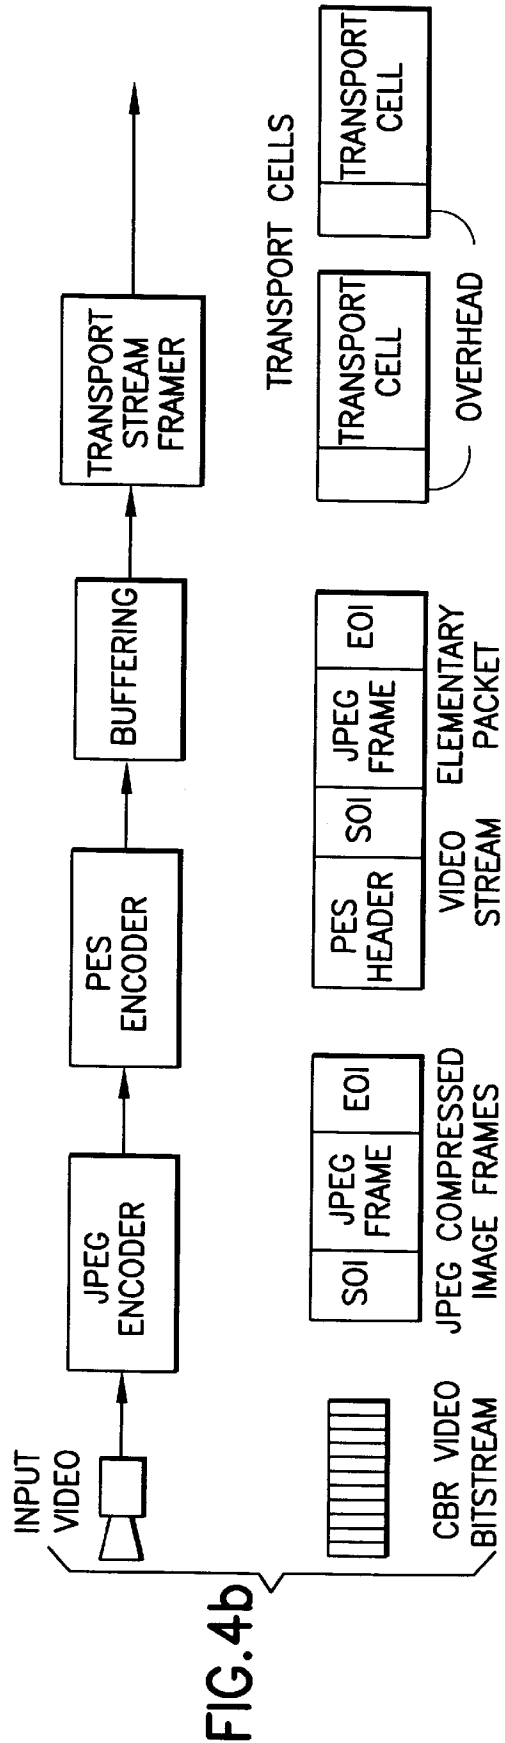 INPUT
VIDEO
JPEG
ENCODER
PES
ENCODER
BUFFERING
TRANSPORT
STREAM
FRAMER
TRANSPORT CELLS
SOI
JPEG
FRAME
EOI
PES
HEADER
SOI
JPEG
FRAME
EOI
TRANSPORT
CELL
TRANSPORT
CELL
CBR VIDEO
BITSTREAM
JPEG COMPRESSED
IMAGE FRAMES
VIDEO ELEMENTARY
STREAM PACKET
OVERHEAD
FIG.4b